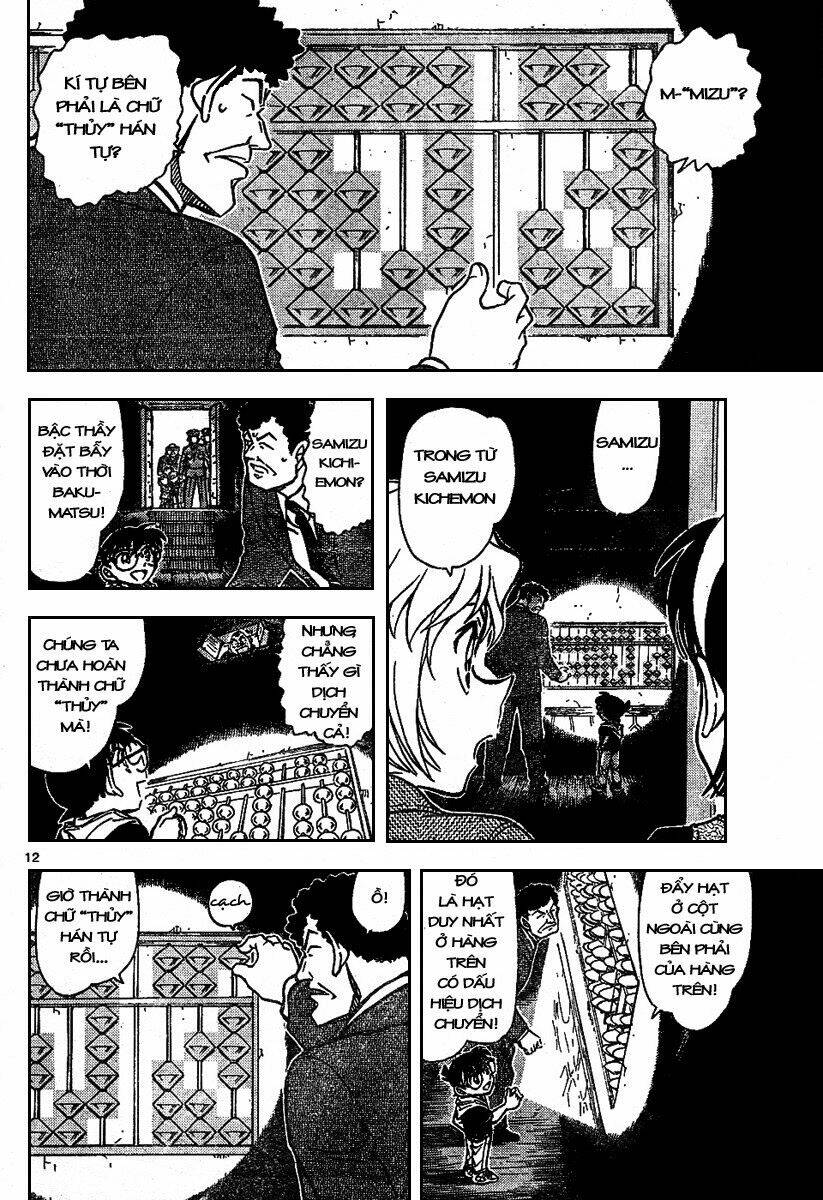 M-"MIZU"?
KÍ TỰ BÊN
PHẢI LÀ CHỮ
"THỦY" HÁN
TỰ?
SAMIZU
...
TRONG TỪ
SAMIZU
KICHEMON
SAMIZU
KICHI-
EMON?
BẬC THẦY
ĐẶT BẪY
VÀO THỜI
BAKU-
MATSU!
NHƯNG,
CHẲNG
THẤY GÌ
DỊCH
CHUYỂN
CẢ!
CHÚNG TA
CHƯA HOÀN
THÀNH CHỮ
"THỦY"
MÀ!
12
ĐẨY HẠT
Ở CỘT
NGOÀI CÙNG
BÊN PHẢI
CỦA HÀNG
TRÊN!
ĐÓ
LÀ HẠT
DUY NHẤT
Ở HÀNG
TRÊN
CÓ DẤU
HIỆU DỊCH
CHUYỂN!
Ồ!
cạch
GIỜ THÀNH
CHỮ "THỦY"
HÁN TỰ
RỒI...